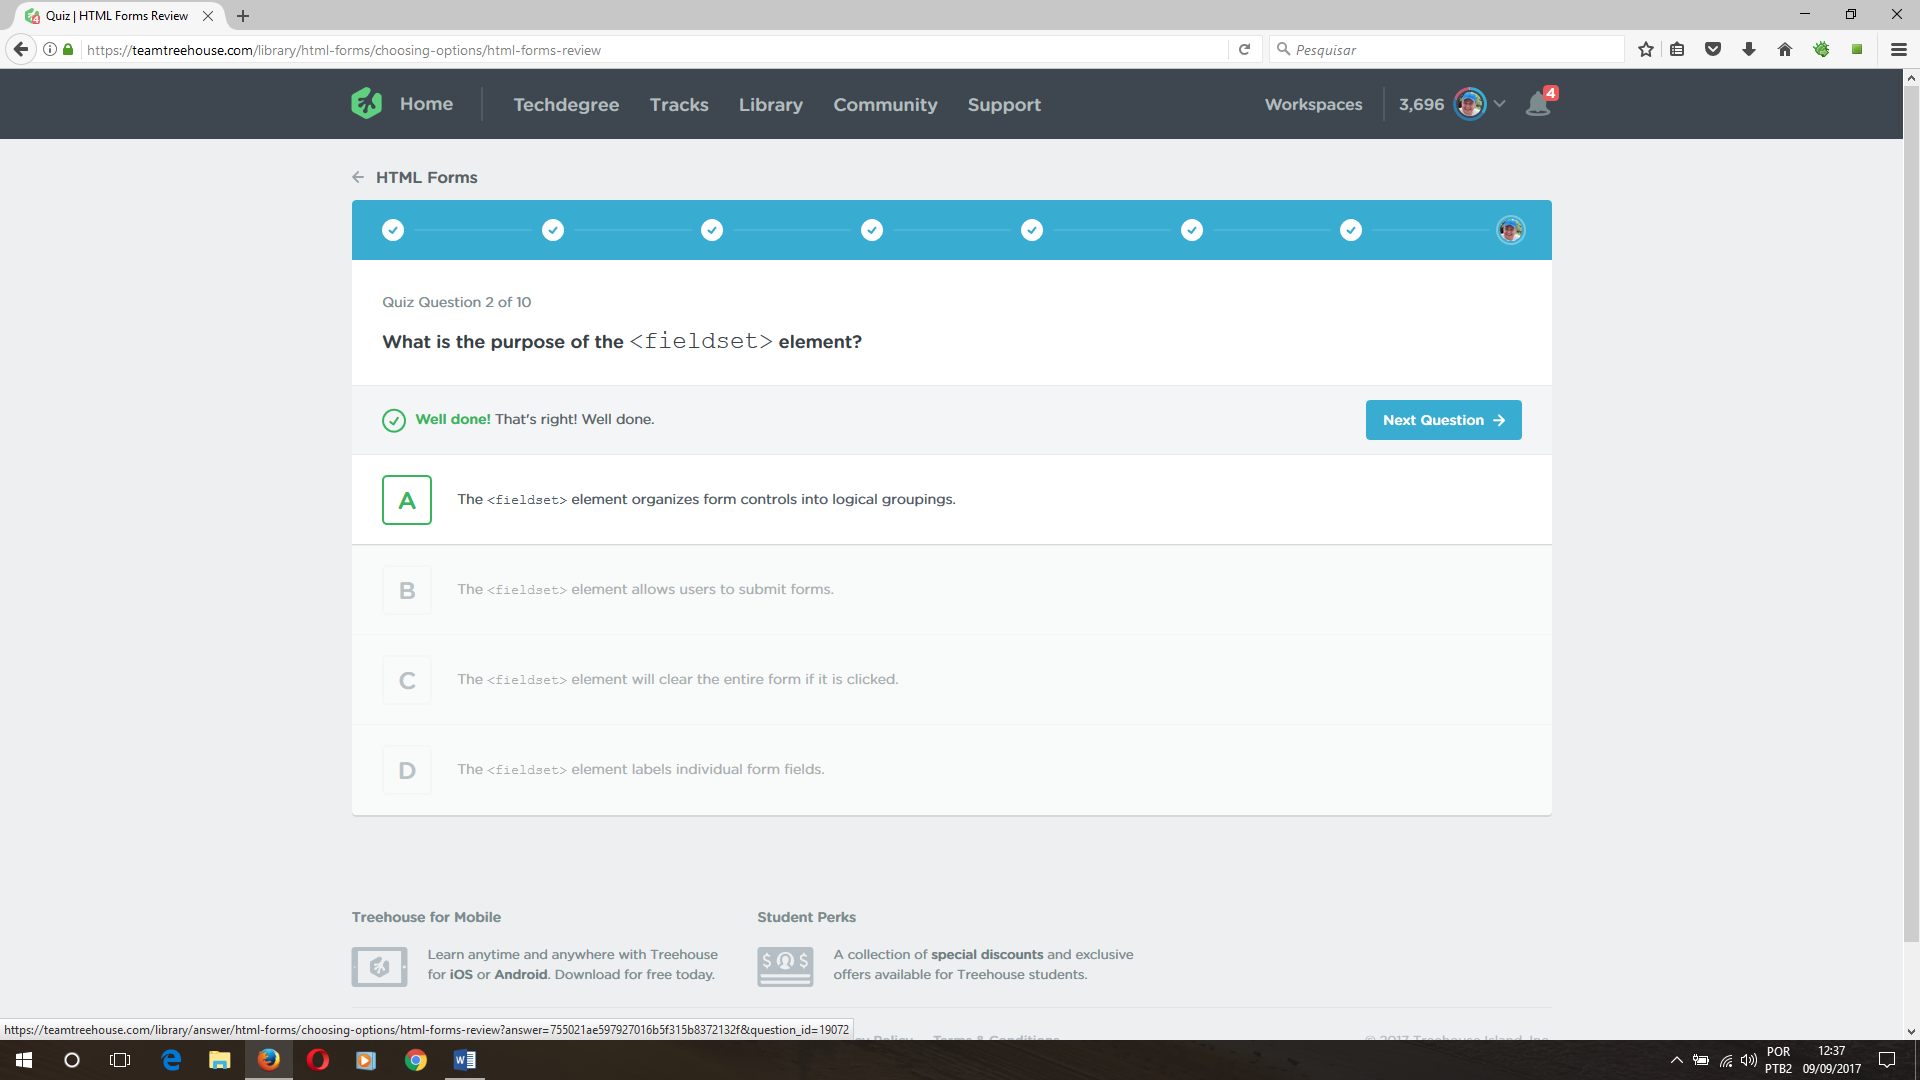 Quiz | HTML Forms Review
https://teamtreehouse.com/library/html-forms/choosing-options/html-forms-review
Pesquisar
Home
Techdegree
Tracks
Library
Community
Support
Workspaces
3,696
4
HTML Forms
Quiz Question 2 of 10
What is the purpose of the <fieldset> element?
Well done! That's right! Well done.
Next Question
A
The <fieldset> element organizes form controls into logical groupings.
B
The <fieldset> element allows users to submit forms.
C
The <fieldset> element will clear the entire form if it is clicked.
D
The <fieldset> element labels individual form fields.
Treehouse for Mobile
Learn anytime and anywhere with Treehouse
for iOS or Android. Download for free today.
Student Perks
A collection of special discounts and exclusive
offers available for Treehouse students.
https://teamtreehouse.com/library/answer/html-forms/choosing-options/html-forms-review?answer=755021ae597927016b5f315b8372132f&question_id=19072
Terms & Conditions
© 2017 Treehouse Island, Inc.
POR
PTB2
12:37
09/09/2017